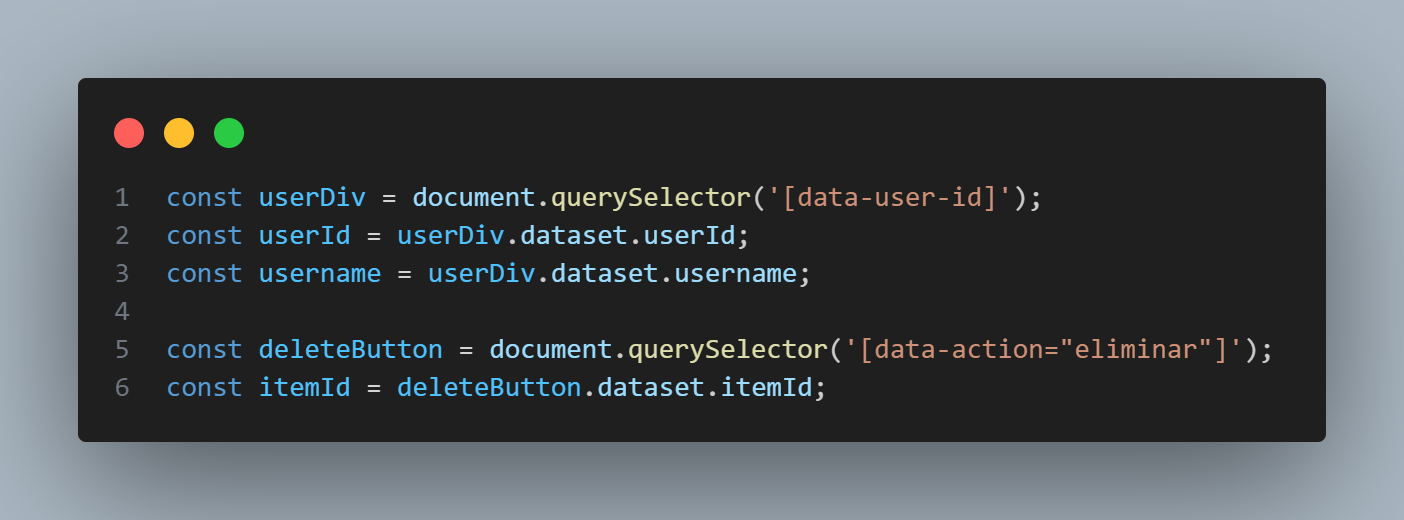 1 const userDiv = document.querySelector('[data-user-id]');
2 const userId = userDiv.dataset.userId;
3 const username = userDiv.dataset.username;
4
5 const deleteButton = document.querySelector('[data-action="eliminar"]');
6 const itemId = deleteButton.dataset.itemId;